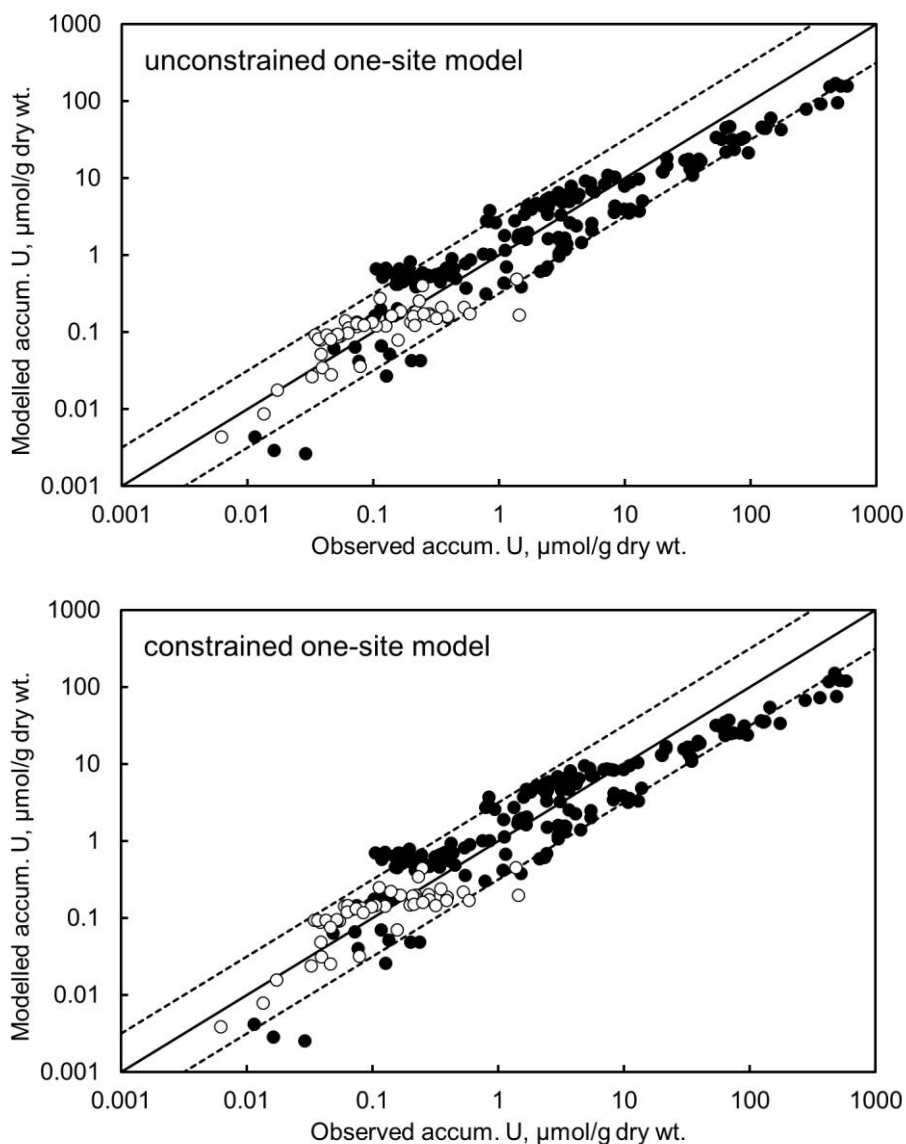 unconstrained one-site model
1000
100
10
1
0.1
0.01
0.001
Modelled accum. U, µmol/g dry wt.
0.001 0.01 0.1 1 10 100 1000
Observed accum. U, µmol/g dry wt.
constrained one-site model
1000
100
10
1
0.1
0.01
0.001
Modelled accum. U, µmol/g dry wt.
0.001 0.01 0.1 1 10 100 1000
Observed accum. U, µmol/g dry wt.